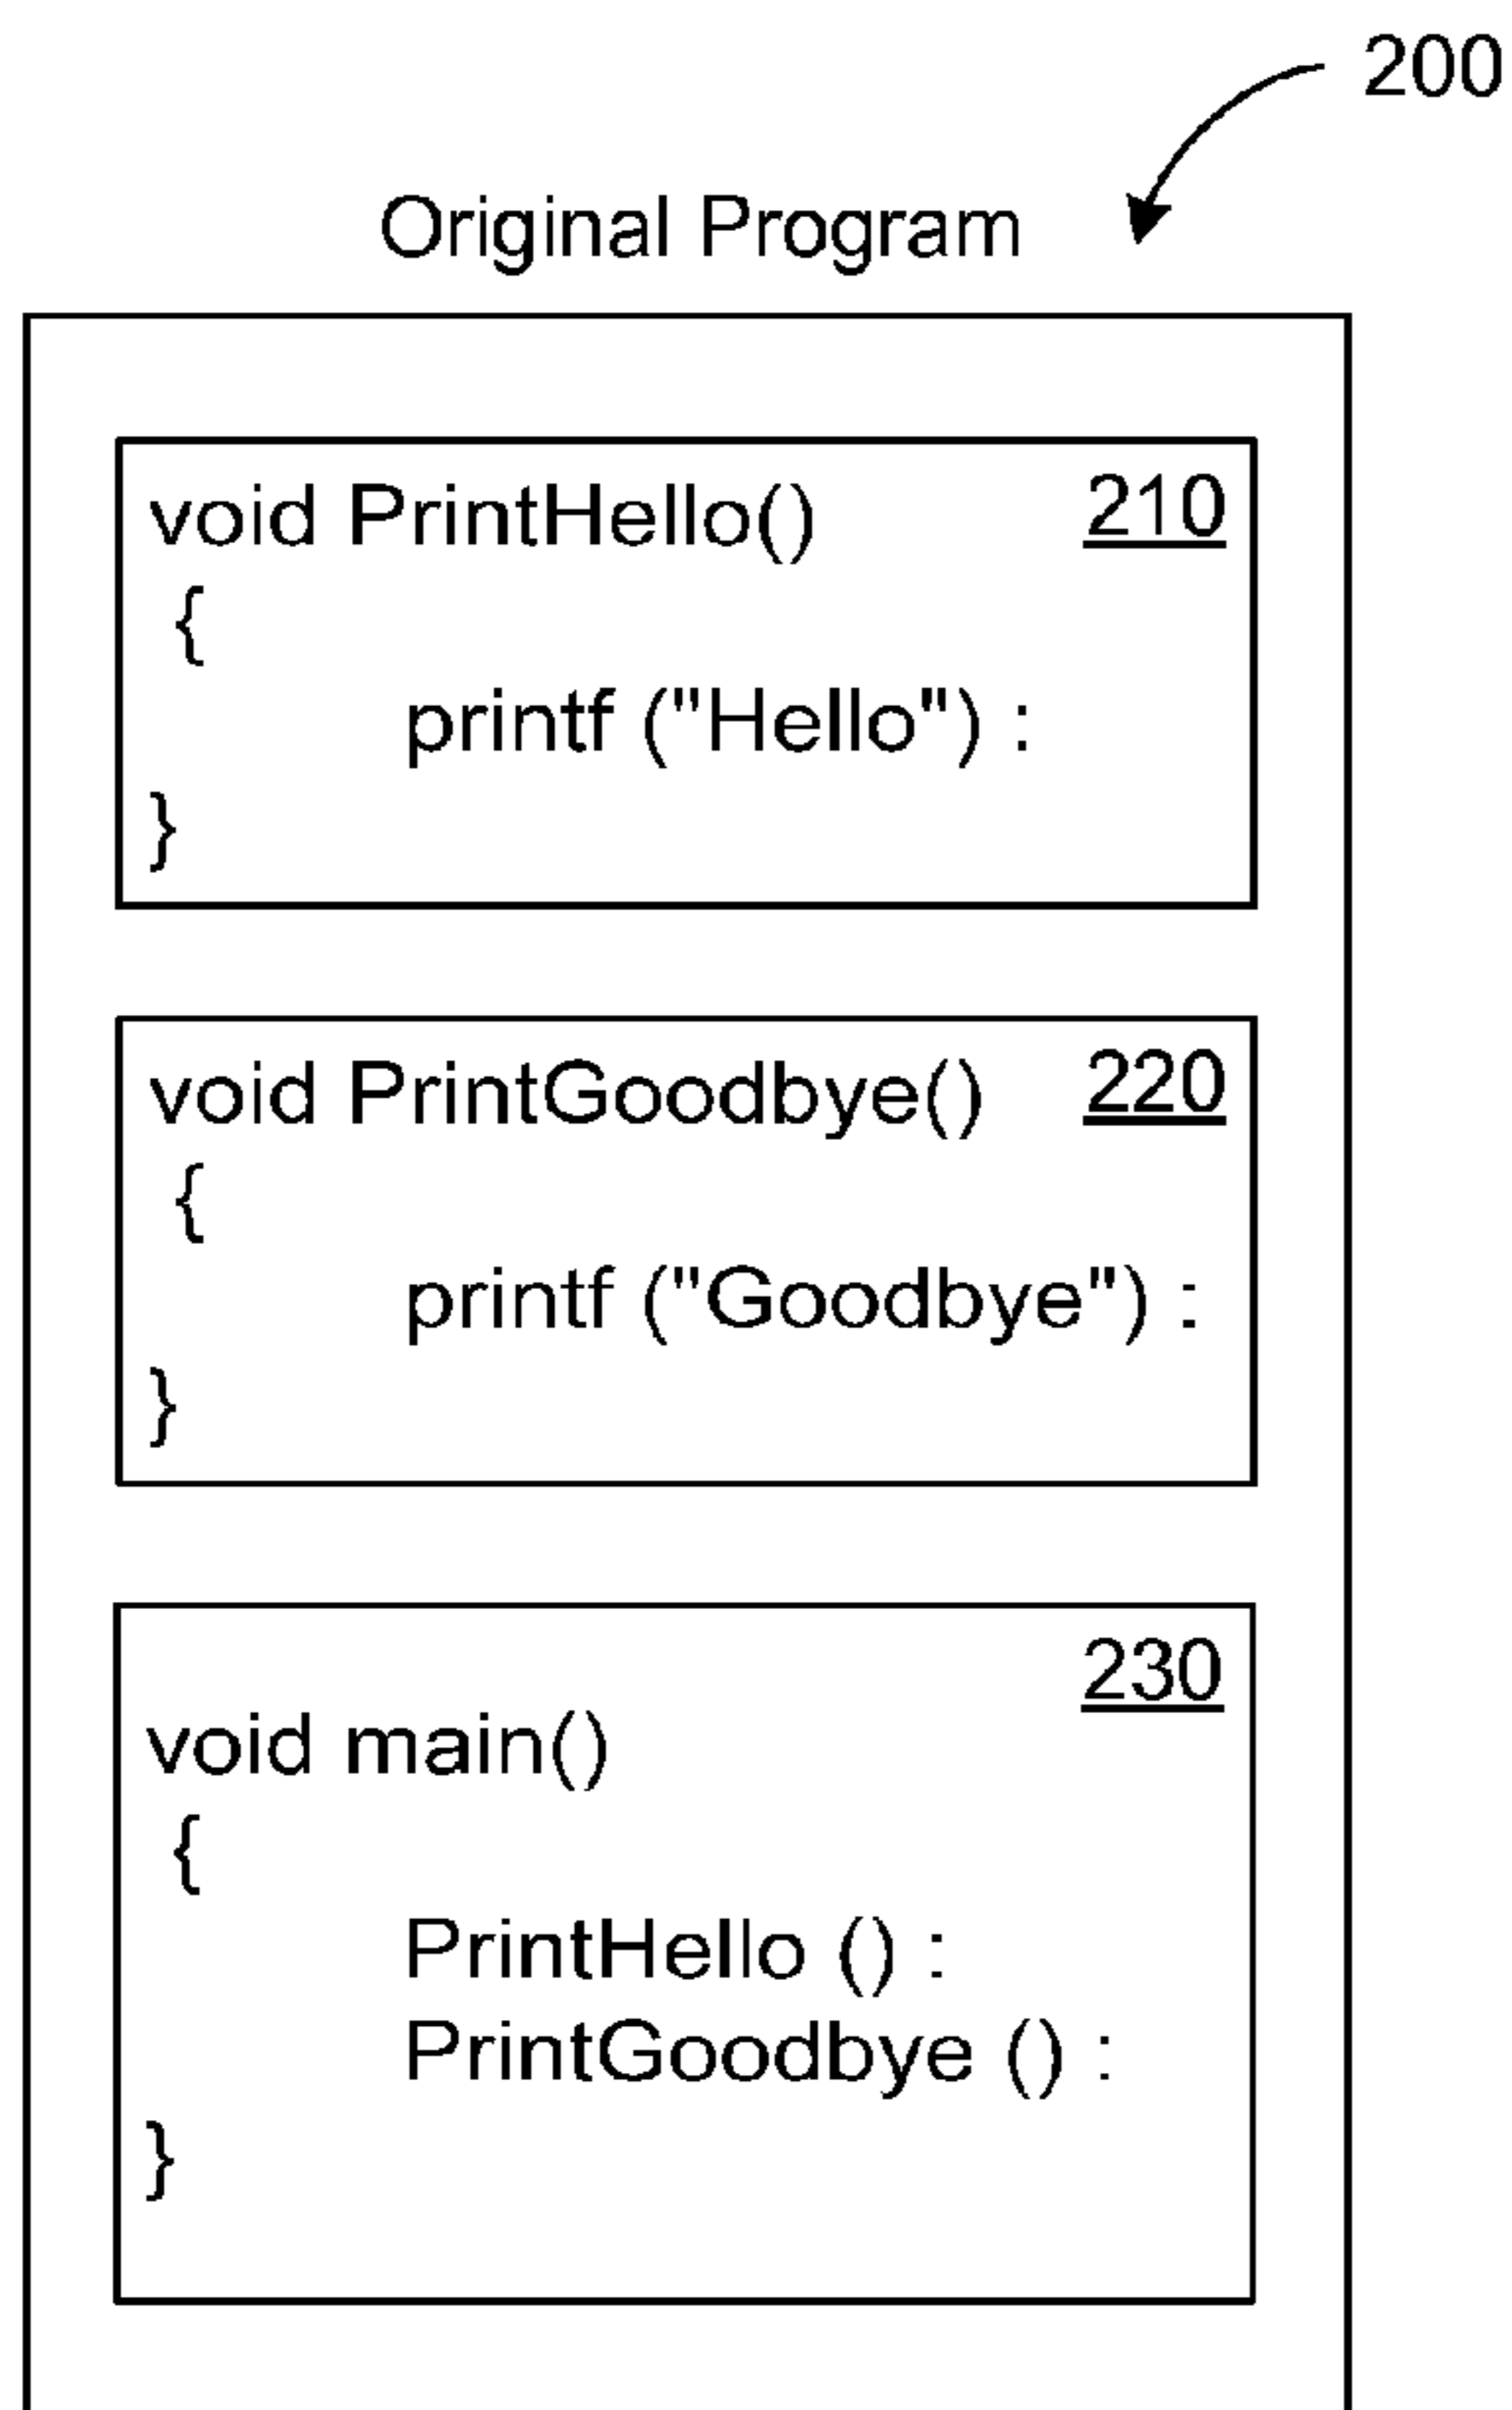 200
Original Program
void PrintHello() 210
{
printf ("Hello") :
}
void PrintGoodbye() 220
{
printf ("Goodbye") :
}
230
void main()
{
PrintHello () :
PrintGoodbye () :
}